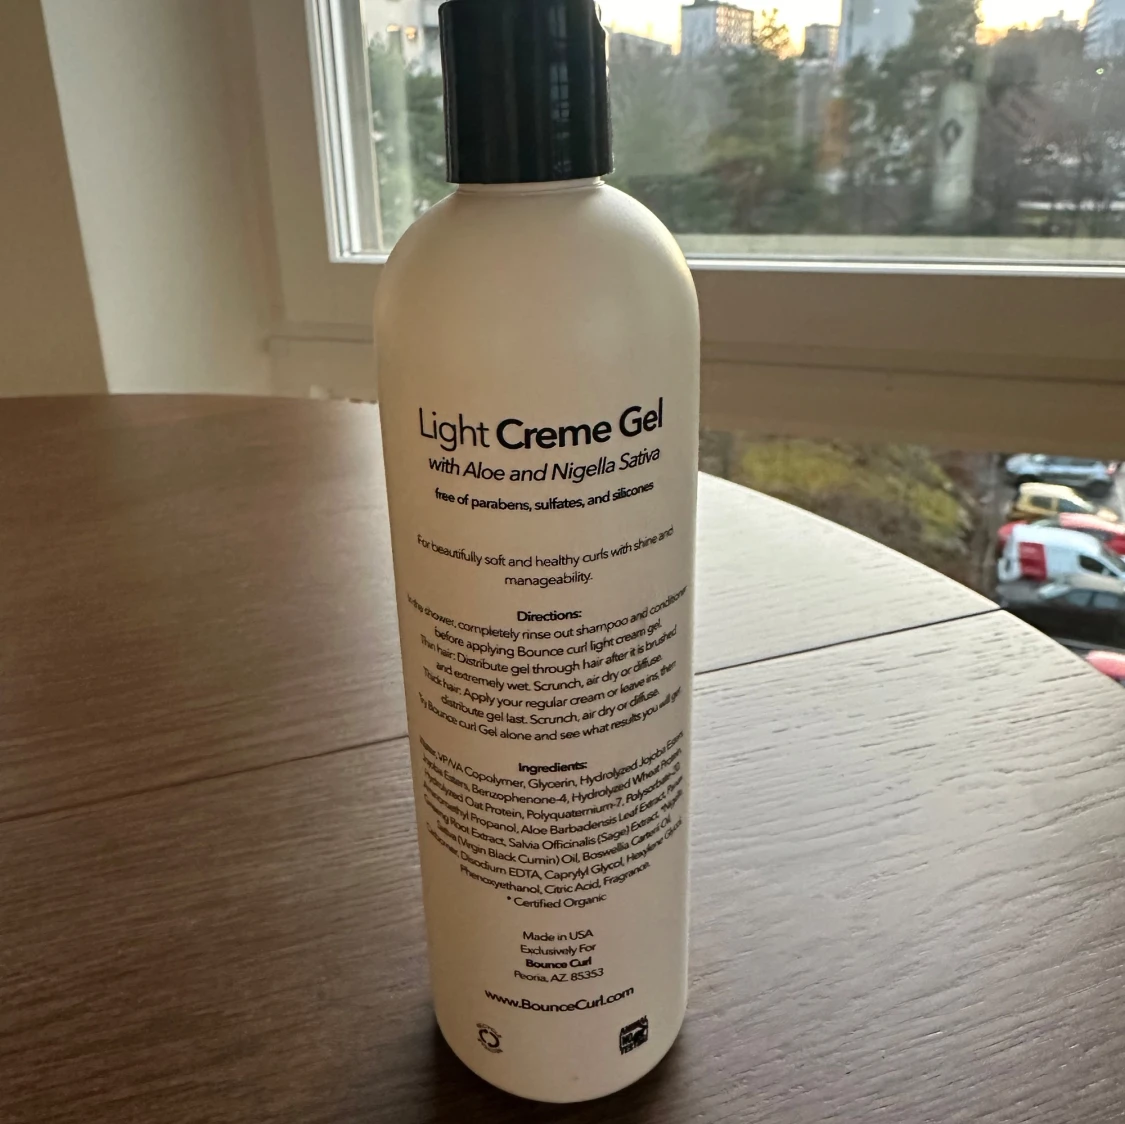 Light Creme Gel
with Aloe and Nigella Sativa
free of parabens, sulfates, and silicones
For beautifully soft and healthy curls with shine and
manageability.
Directions:
In the shower, completely rinse out shampoo and conditioner
before applying Bounce curl light cream gel.
Thin hair: Distribute gel through hair after it is brushed
and extremely wet. Scrunch, air dry or diffuse.
Thick hair: Apply your regular cream or leave ins, then
distribute gel last. Scrunch, air dry or diffuse.
Try Bounce curl Gel alone and see what results you will get
Ingredients:
Water, VP/VA Copolymer, Glycerin, Hydrolyzed Jojoba Esters,
Jojoba Esters, Benzophenone-4, Hydrolyzed Wheat Protein,
Hydrolyzed Oat Protein, Polyquaternium-7, Polysorbate-20,
Aminomethyl Propanol, Aloe Barbadensis Leaf Extract, Panax
Ginseng Root Extract, Salvia Officinalis (Sage) Extract, *Nigella
Sativa (Virgin Black Cumin) Oil, Boswellia Carterii Oil,
Carbomer, Disodium EDTA, Caprylyl Glycol, Hexylene Glycol,
Phenoxyethanol, Citric Acid, Fragrance.
* Certified Organic
Made in USA
Exclusively For
Bounce Curl
Peoria, AZ. 85353
www.BounceCurl.com
ANIMAL
NO
TESTING